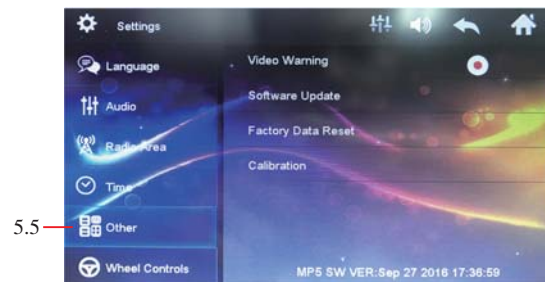 Settings
Language
Audio
Radio Area
Time
5.5
Other
Wheel Controls
Video Warning
Software Update
Factory Data Reset
Calibration
MP5 SW VER:Sep 27 2016 17:36:59